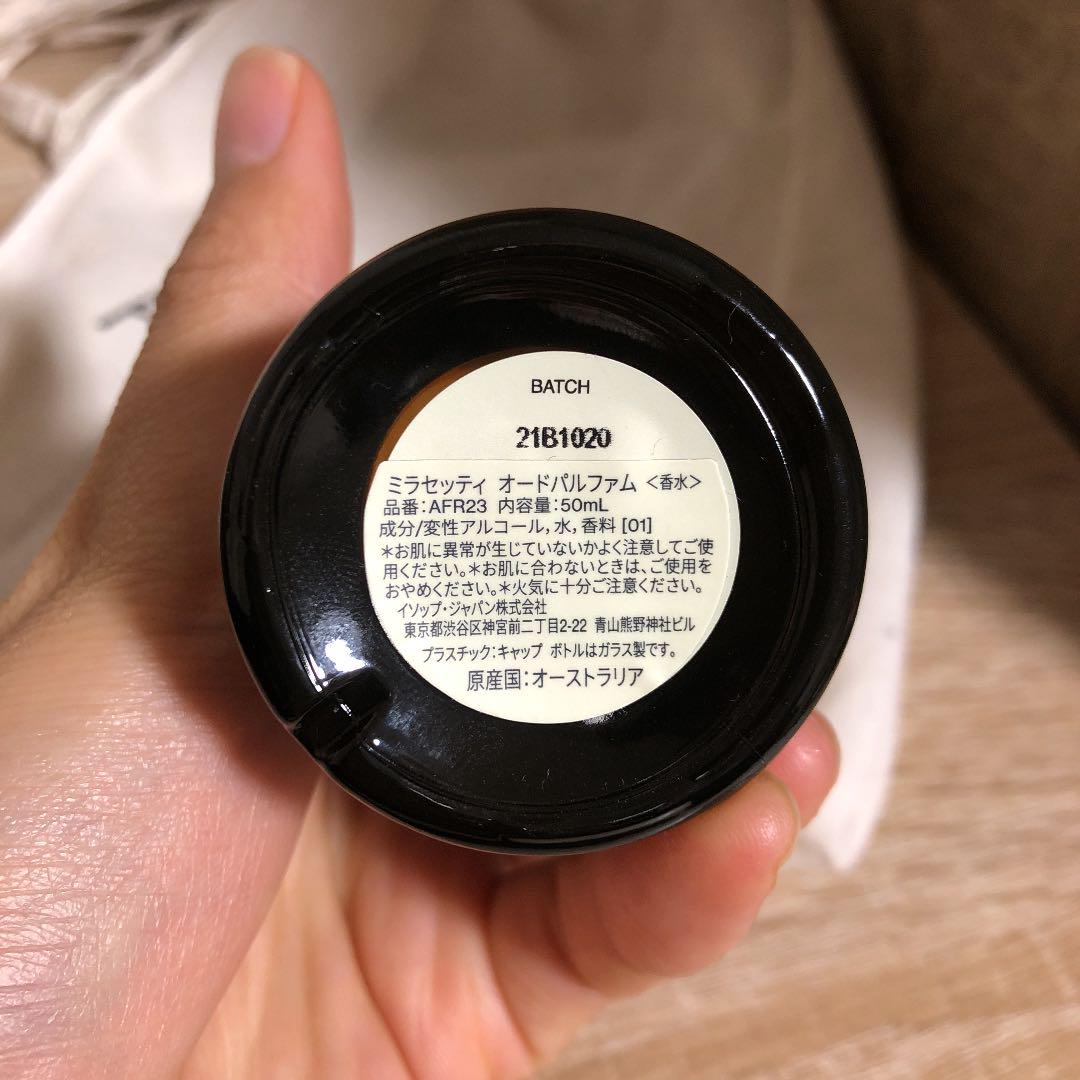 BATCH
21B1020
ミラセッティ オードパルファム <香水>
品番:AFR23 内容量:50mL
成分/変性アルコール, 水, 香料 [01]
*お肌に異常が生じていないかよく注意してご使
用ください。*お肌に合わないときは、ご使用を
おやめください。*火気に十分ご注意ください。
イソップ・ジャパン株式会社
東京都渋谷区神宮前二丁目2-22 青山熊野神社ビル
プラスチック:キャップ ボトルはガラス製です。
原産国:オーストラリア